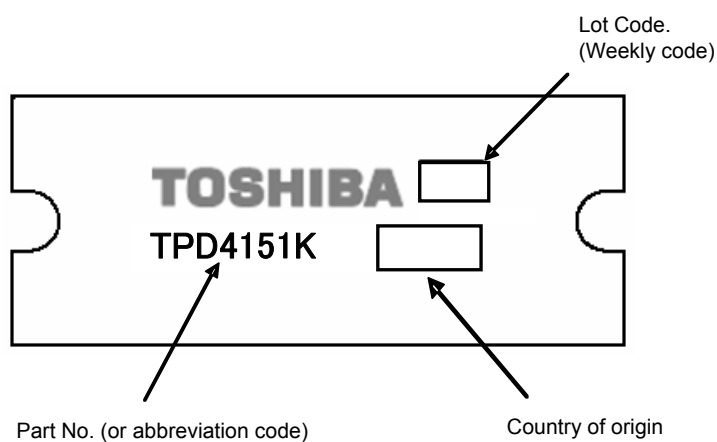 Lot Code.
(Weekly code)
TOSHIBA
TPD4151K
Part No. (or abbreviation code)
Country of origin